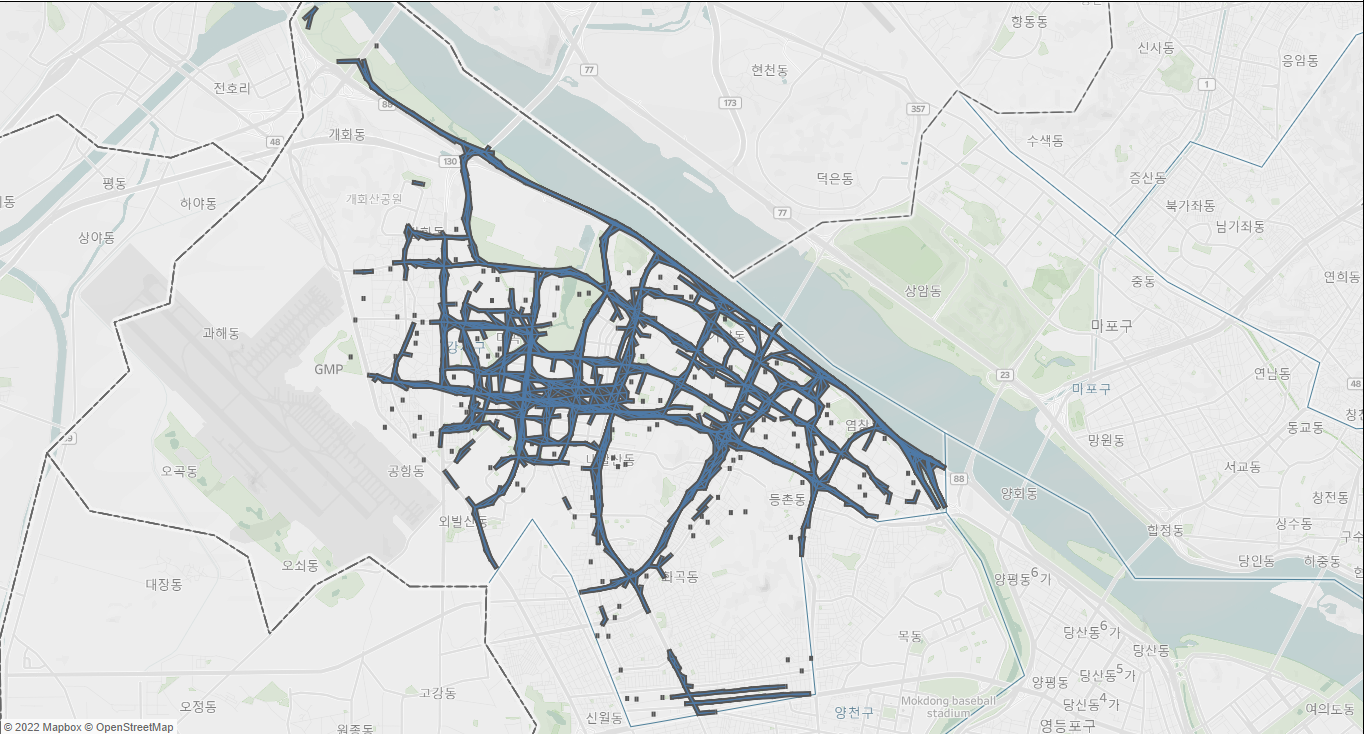 향동동
신사동
응암동
77
현천동
1
전호리
173
88
357
개화동
수색동
48
130
평동
덕은동
증산동
하야동
개화산공원
북가좌동
77
남가좌동
상야동
연희동
중동
상암동
마포구
과해동
GMP
23
연남동
마포구
48
동교동
염창
망원동
오곡동
공항동
서교동
88
양화동
등촌동
창전동
외발산동
상수동
합정동
당인동
하중동
오쇠동
대장동
화곡동
양평동6가
당산동6가
목동
당산동
당산동5가
양평동
고강동
Mokdong baseball
stadium
당산동4가
오정동
양천구
여의도동
신월동
영등포구
원종동
© 2022 Mapbox © OpenStreetMap